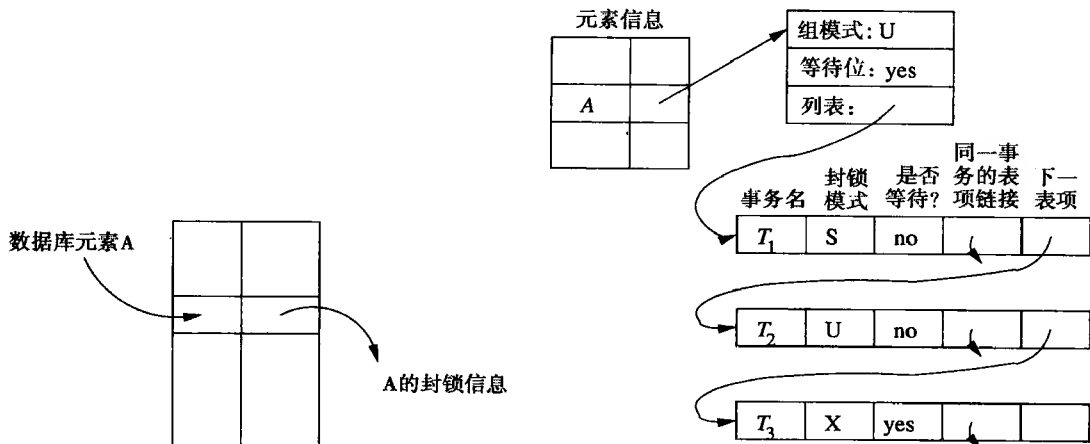 数据库元素A
A的封锁信息
元素信息
A
组模式: U
等待位: yes
列表:
事务名
封锁
模式
是否
等待?
同一事
务的表
项链接
下一
表项
T1 S no
T2 U no
T3 X yes